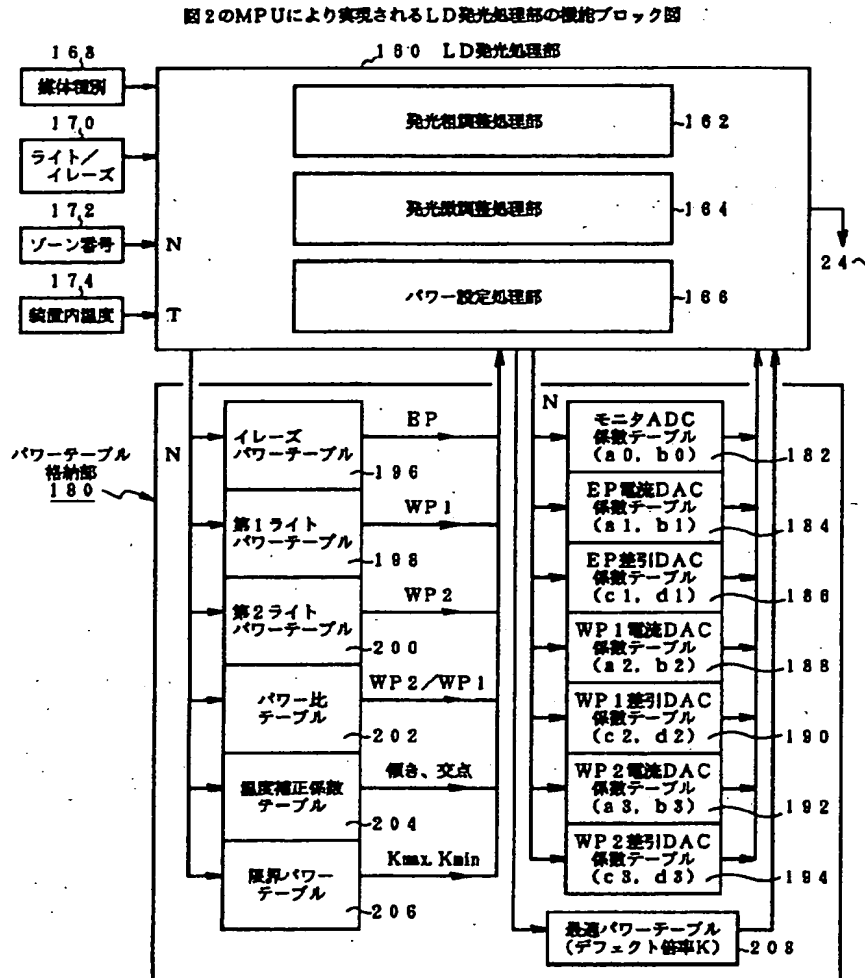 図2のMPUにより実現されるLD発光処理部の機能ブロック図
168
媒体種別
170
ライト/
イレーズ
172
ゾーン番号
N
174
装置内温度
T
160 LD発光処理部
発光粗調整処理部
162
発光微調整処理部
164
パワー設定処理部
166
24
パワーテーブル
格納部
180
N
イレーズ
パワーテーブル
196
EP
第1ライト
パワーテーブル
198
WP1
第2ライト
パワーテーブル
200
WP2
パワー比
テーブル
202
WP2/WP1
温度補正係数
テーブル
204
傾き、交点
限界パワー
テーブル
206
Kmax, Kmin
N
モニタADC
係数テーブル
(a0, b0)
182
EP電流DAC
係数テーブル
(a1, b1)
184
EP差引DAC
係数テーブル
(c1, d1)
186
WP1電流DAC
係数テーブル
(a2, b2)
188
WP1差引DAC
係数テーブル
(c2, d2)
190
WP2電流DAC
係数テーブル
(a3, b3)
192
WP2差引DAC
係数テーブル
(c3, d3)
194
最適パワーテーブル
(デフェクト倍率K)
208